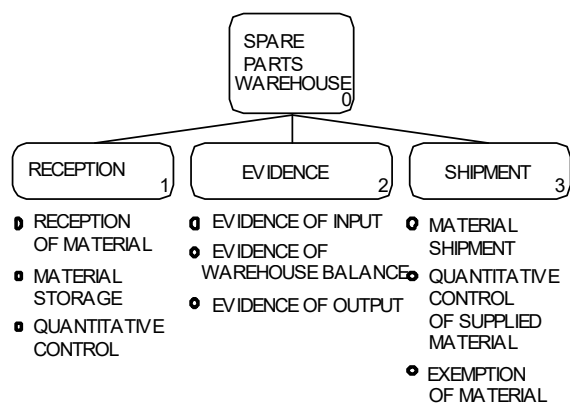 SPARE
PARTS
WAREHOUSE
0
RECEPTION
1
EVIDENCE
2
SHIPMENT
3
RECEPTION
OF MATERIAL
MATERIAL
STORAGE
QUANTITATIVE
CONTROL
EVIDENCE OF INPUT
EVIDENCE OF
WAREHOUSE BALANCE
EVIDENCE OF OUTPUT
MATERIAL
SHIPMENT
QUANTITATIVE
CONTROL
OF SUPPLIED
MATERIAL
EXEMPTION
OF MATERIAL